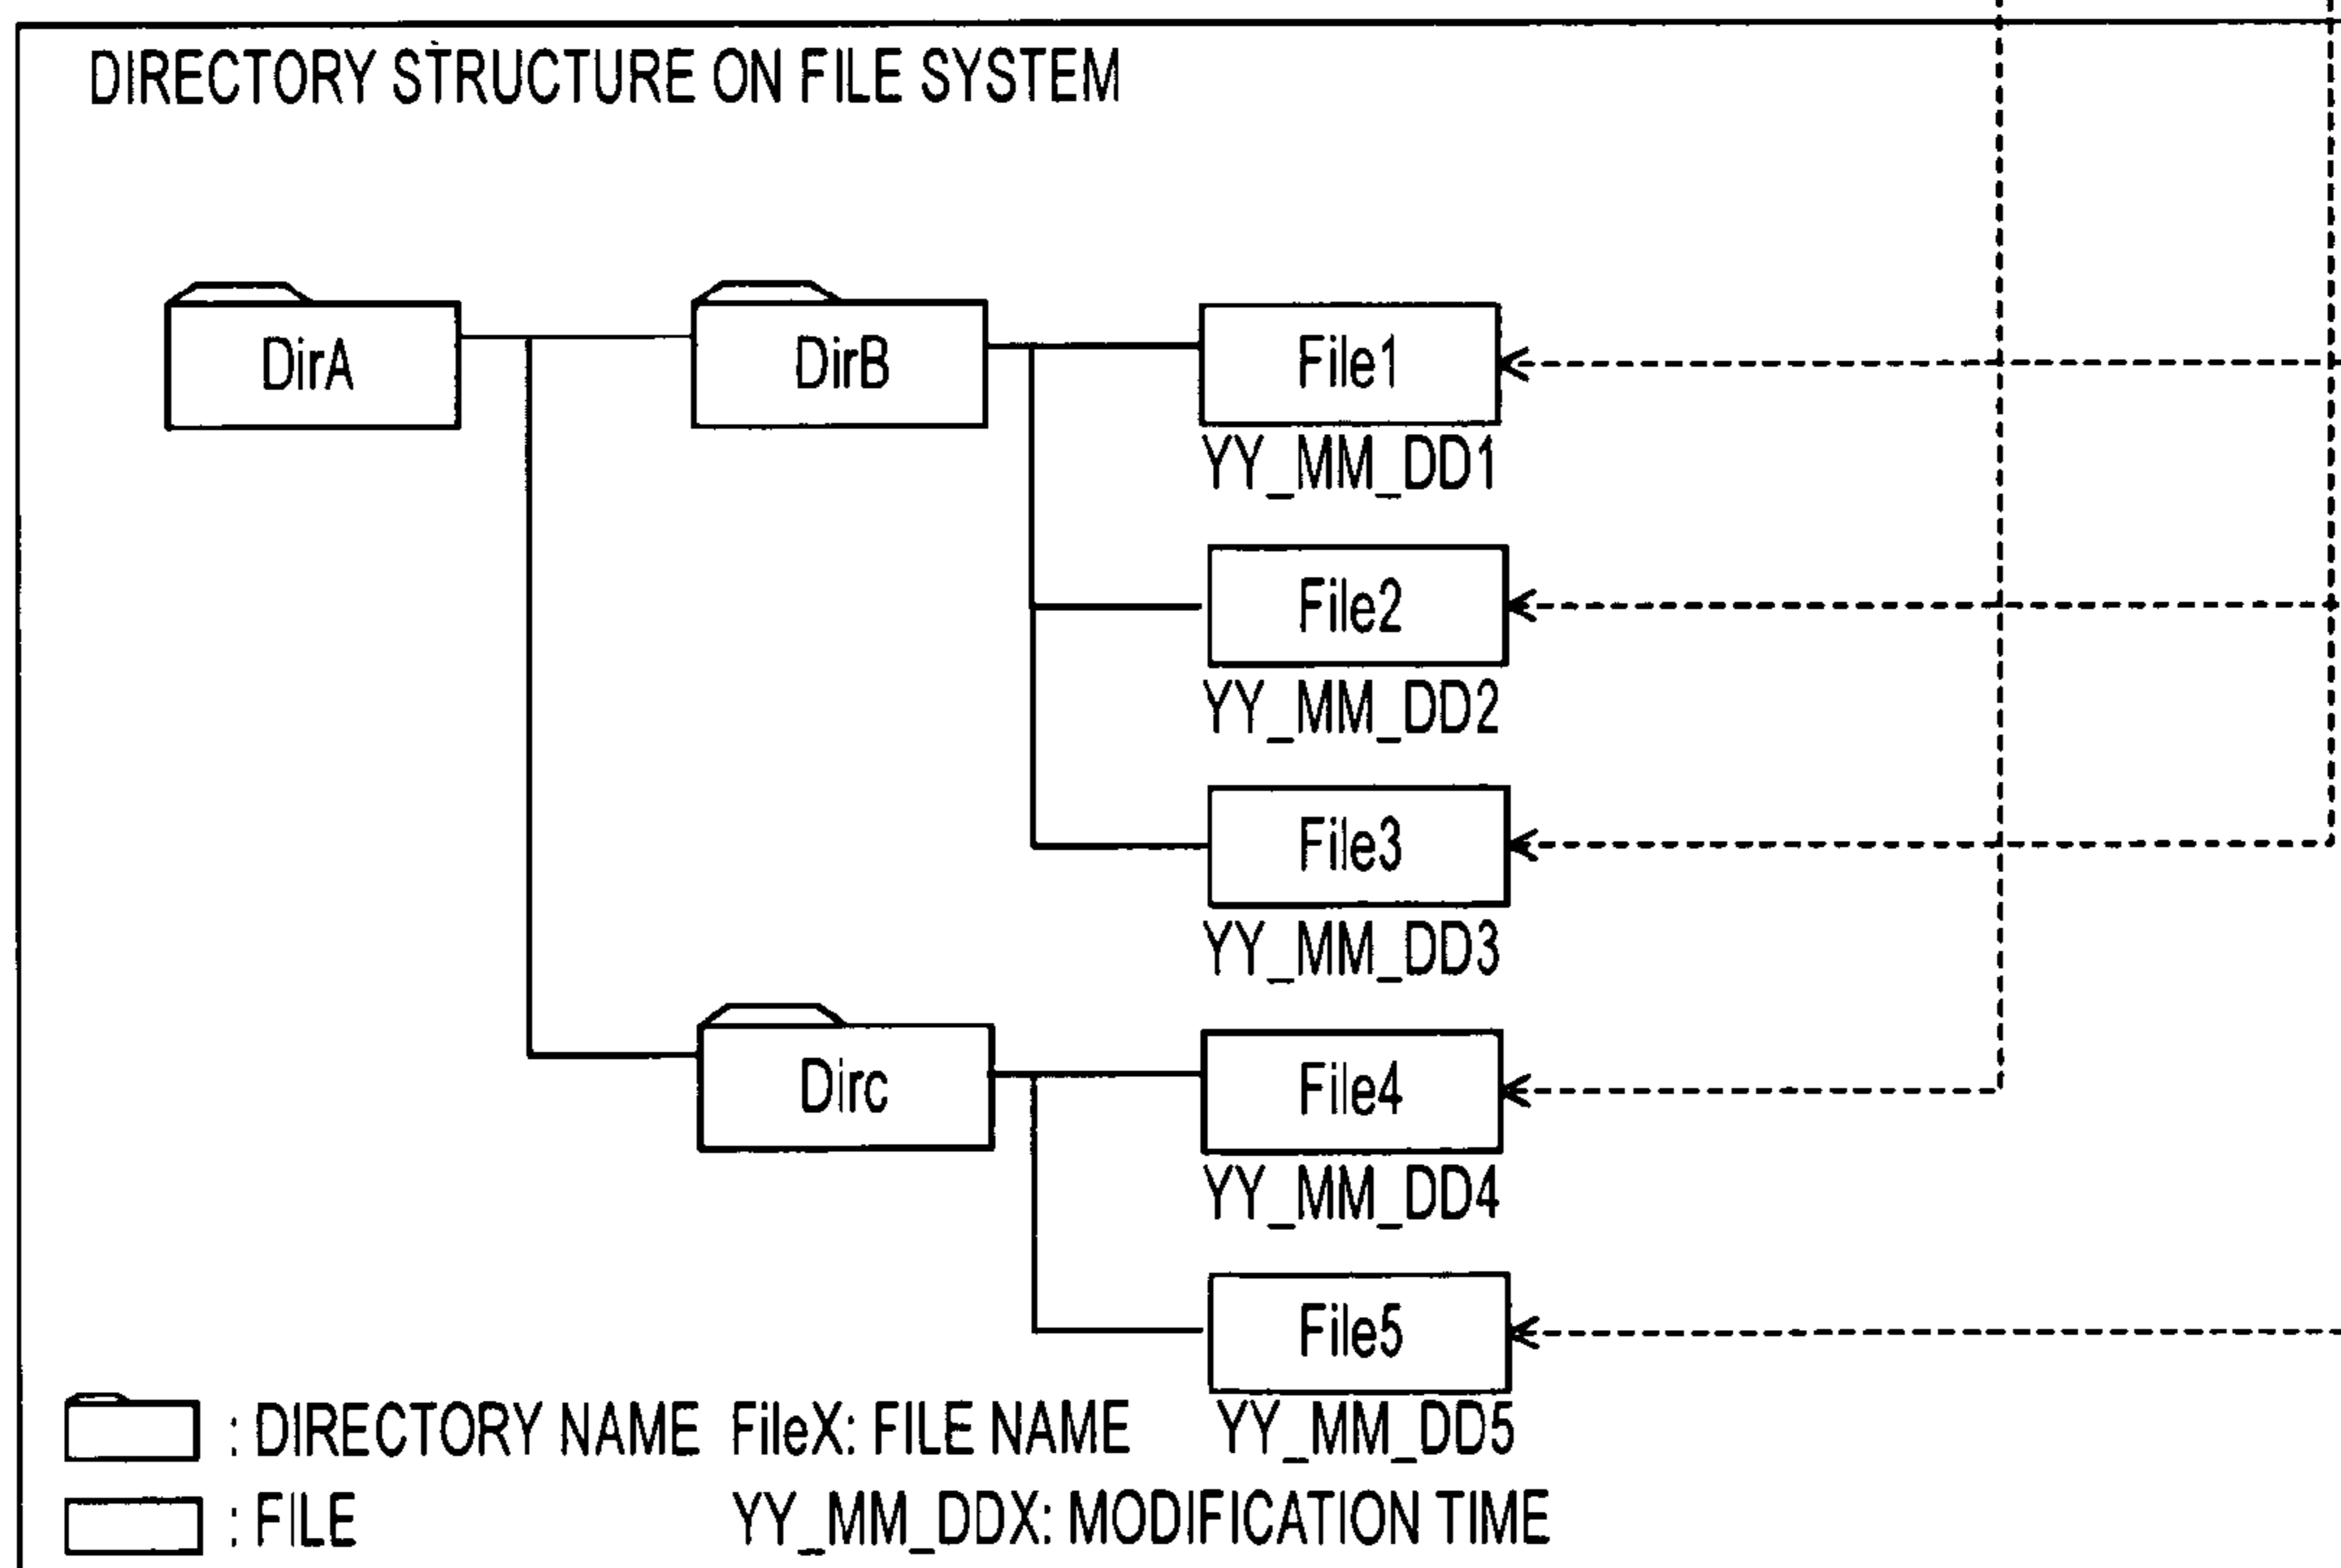 DIRECTORY STRUCTURE ON FILE SYSTEM
DirA
DirB
File1
YY_MM_DD1
File2
YY_MM_DD2
File3
YY_MM_DD3
Dirc
File4
YY_MM_DD4
File5
YY_MM_DD5
: DIRECTORY NAME
FileX: FILE NAME
: FILE
YY_MM_DDX: MODIFICATION TIME